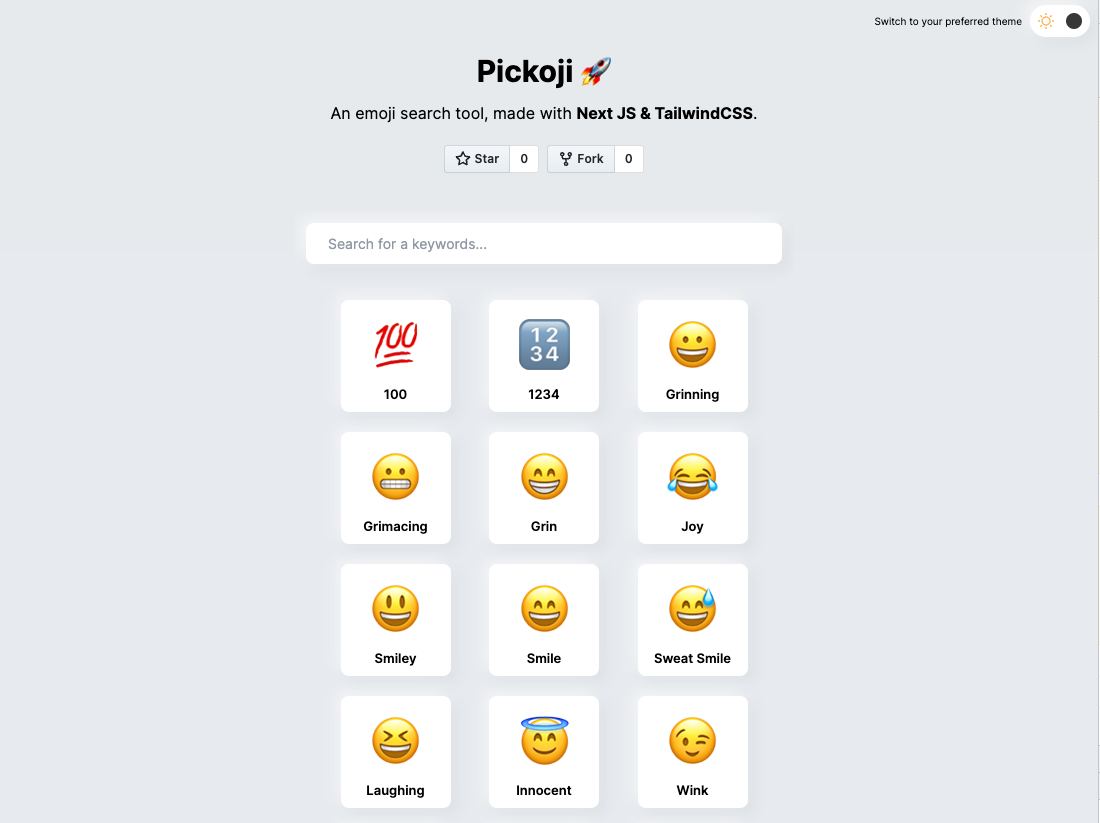 Switch to your preferred theme
Pickoji 🚀
An emoji search tool, made with Next JS & TailwindCSS.
Star 0 Fork 0
Search for a keywords...
💯 🔢 😀
100 1234 Grinning
Grimacing Grin Joy
Smiley Smile Sweat Smile
Laughing Innocent Wink